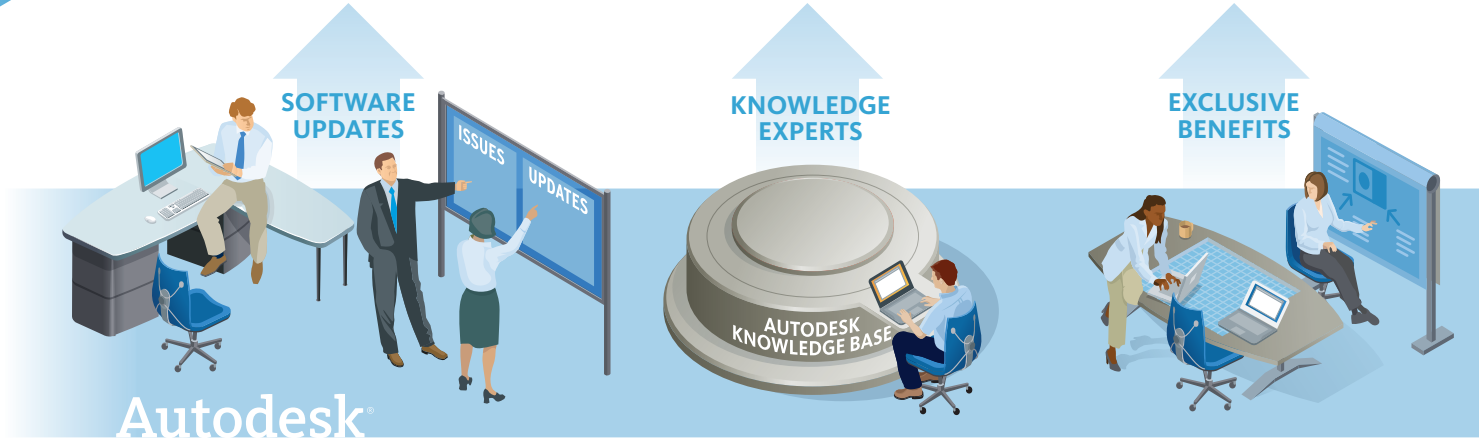 SOFTWARE
UPDATES
ISSUES
UPDATES
KNOWLEDGE
EXPERTS
AUTODESK
KNOWLEDGE BASE
EXCLUSIVE
BENEFITS
Autodesk®